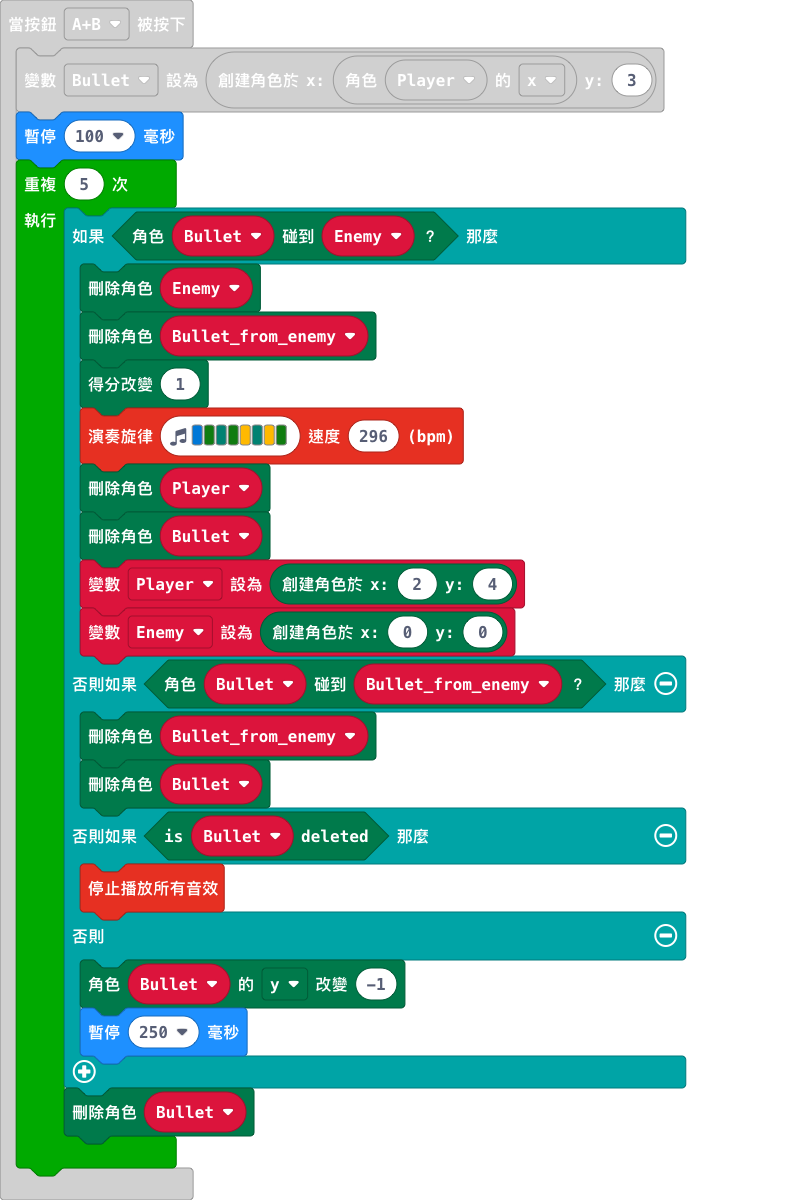 當按鈕 A+B 被按下
變數 Bullet 設為 創建角色於 x: 角色 Player 的 x y: 3
暫停 100 毫秒
重複 5 次
執行
如果 角色 Bullet 碰到 Enemy ? 那麼
刪除角色 Enemy
刪除角色 Bullet_from_enemy
得分改變 1
演奏旋律 速度 296 (bpm)
刪除角色 Player
刪除角色 Bullet
變數 Player 設為 創建角色於 x: 2 y: 4
變數 Enemy 設為 創建角色於 x: 0 y: 0
否則如果 角色 Bullet 碰到 Bullet_from_enemy ? 那麼
刪除角色 Bullet_from_enemy
刪除角色 Bullet
否則如果 is Bullet deleted 那麼
停止播放所有音效
否則
角色 Bullet 的 y 改變 -1
暫停 250 毫秒
刪除角色 Bullet